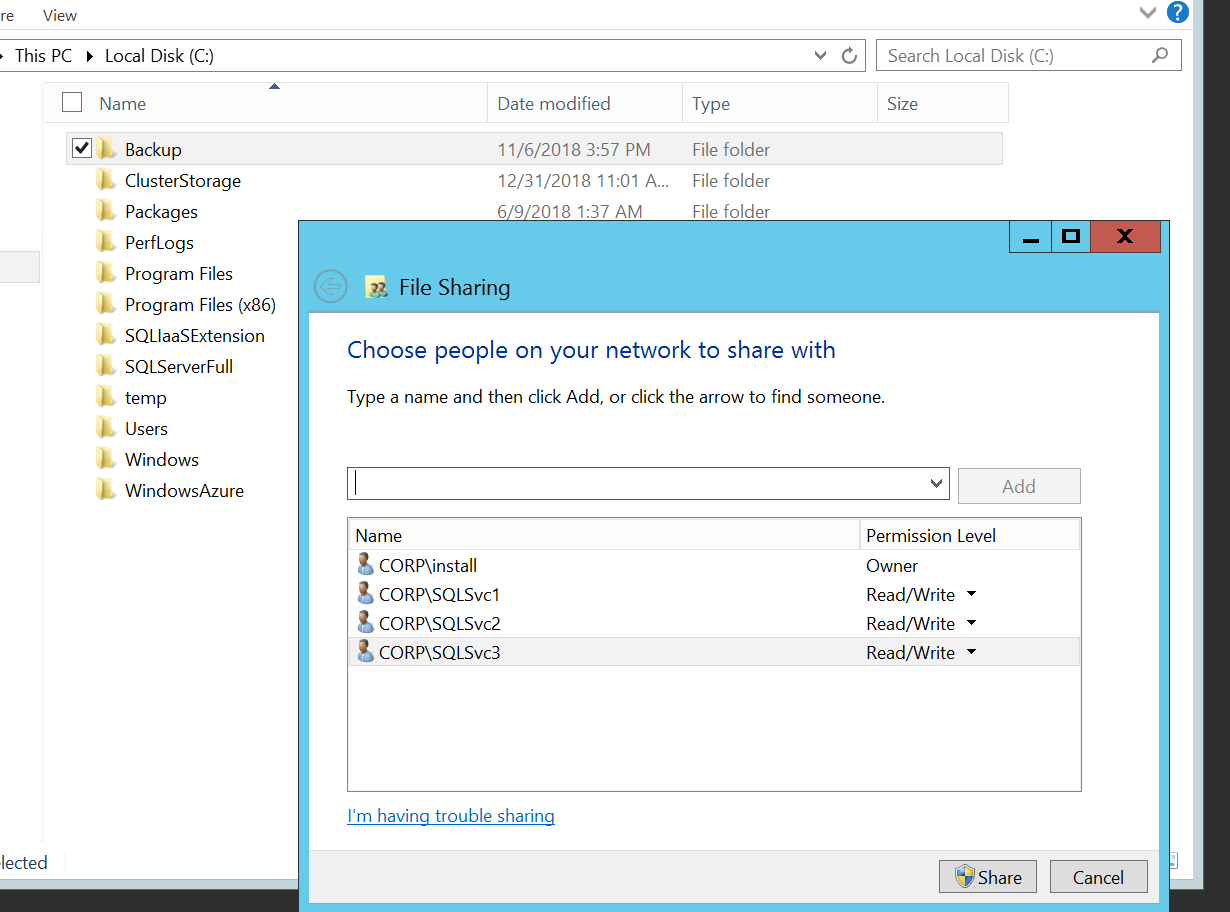 re View
This PC Local Disk (C:) Search Local Disk (C:)
Name Date modified Type Size
Backup 11/6/2018 3:57 PM File folder
ClusterStorage 12/31/2018 11:01 A... File folder
Packages 6/9/2018 1:37 AM File folder
PerfLogs
Program Files
Program Files (x86)
SQLIaaSExtension
SQLServerFull
temp
Users
Windows
WindowsAzure
File Sharing
Choose people on your network to share with
Type a name and then click Add, or click the arrow to find someone.
Add
Name Permission Level
CORP\install Owner
CORP\SQLSvc1 Read/Write
CORP\SQLSvc2 Read/Write
CORP\SQLSvc3 Read/Write
I'm having trouble sharing
lected
Share Cancel